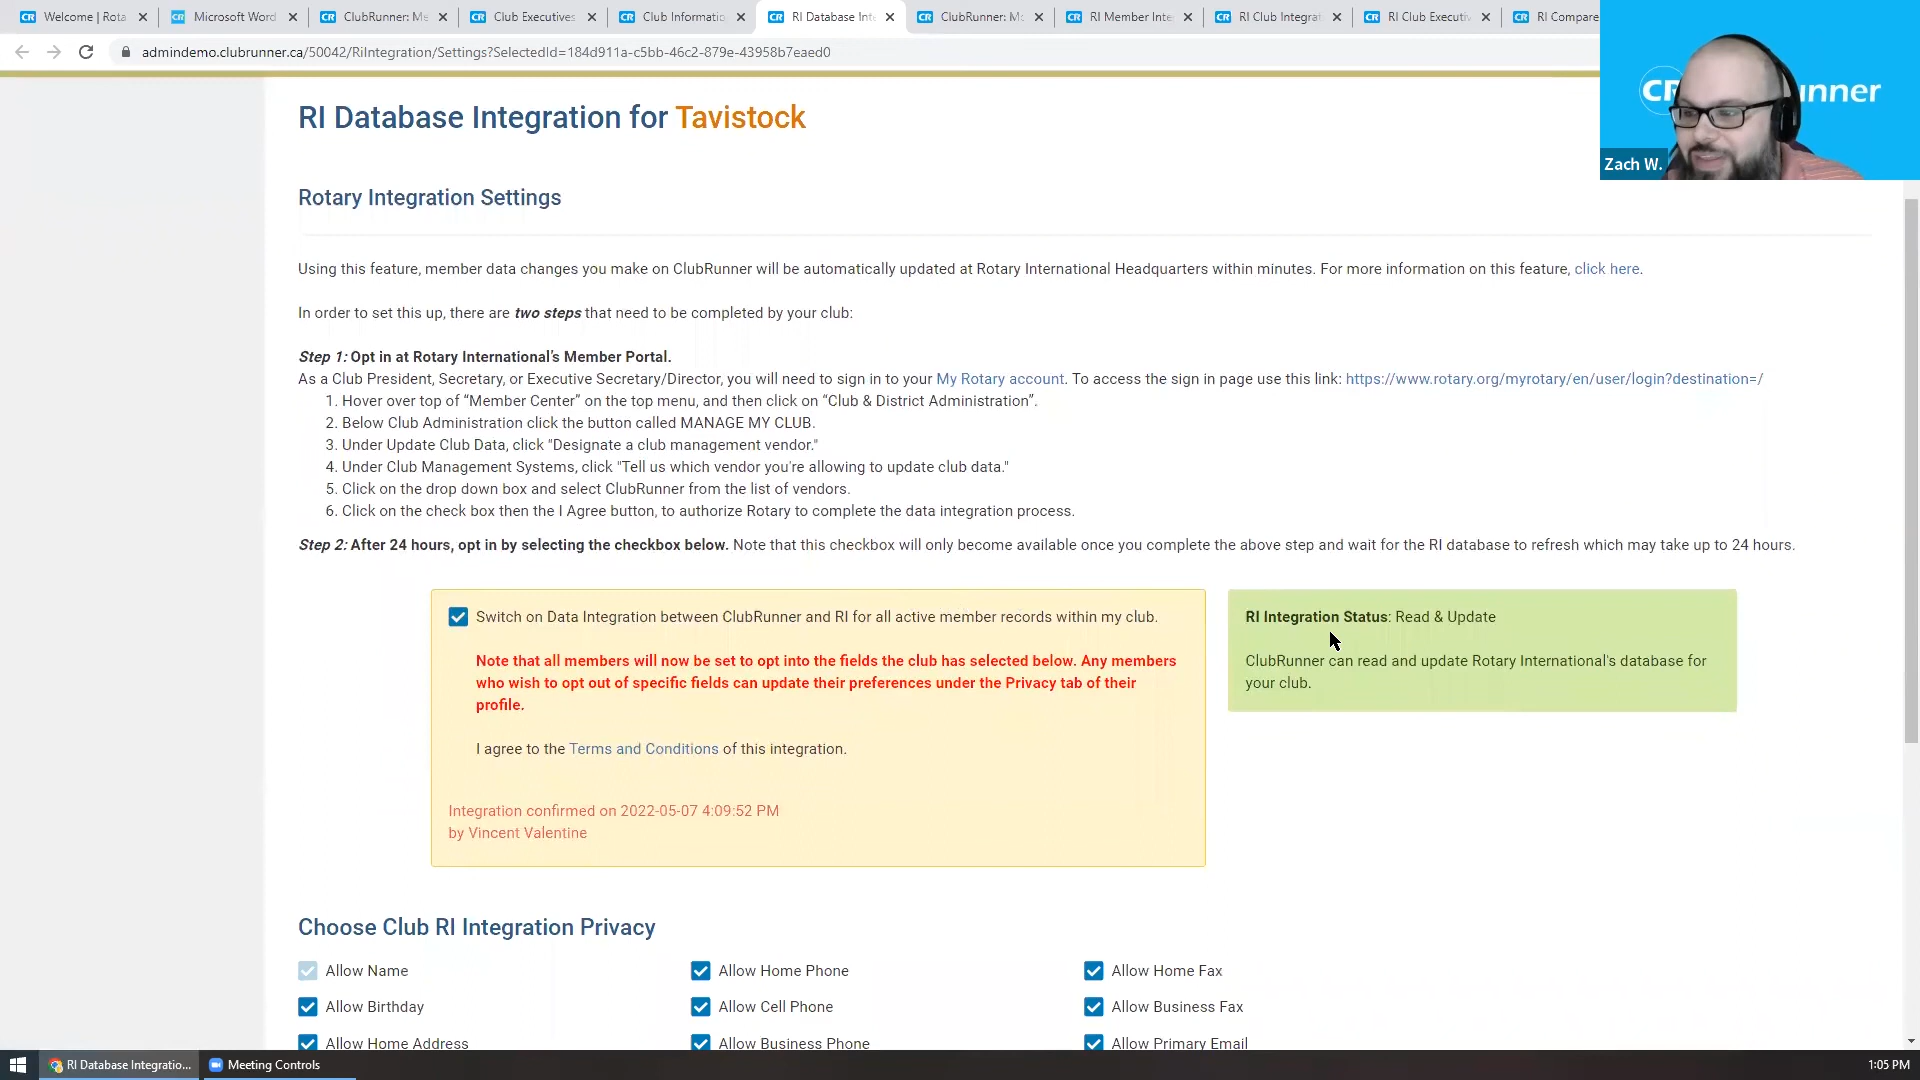 Welcome | Rota
Microsoft Word
ClubRunner: Me
Club Executives
Club Informatio
RI Database Inte
ClubRunner: Mo
RI Member Inte
RI Club Integrat
RI Club Executiv
RI Compare
admindemo.clubrunner.ca/50042/RiIntegration/Settings?SelectedId=184d911a-c5bb-46c2-879e-43958b7eaed0
Zach W.
RI Database Integration for Tavistock
Rotary Integration Settings
Using this feature, member data changes you make on ClubRunner will be automatically updated at Rotary International Headquarters within minutes. For more information on this feature, click here.
In order to set this up, there are two steps that need to be completed by your club:
Step 1: Opt in at Rotary International’s Member Portal.
As a Club President, Secretary, or Executive Secretary/Director, you will need to sign in to your My Rotary account. To access the sign in page use this link: https://www.rotary.org/myrotary/en/user/login?destination=/
1. Hover over top of “Member Center” on the top menu, and then click on “Club & District Administration”.
2. Below Club Administration click the button called MANAGE MY CLUB.
3. Under Update Club Data, click "Designate a club management vendor."
4. Under Club Management Systems, click "Tell us which vendor you're allowing to update club data."
5. Click on the drop down box and select ClubRunner from the list of vendors.
6. Click on the check box then the I Agree button, to authorize Rotary to complete the data integration process.
Step 2: After 24 hours, opt in by selecting the checkbox below. Note that this checkbox will only become available once you complete the above step and wait for the RI database to refresh which may take up to 24 hours.
Switch on Data Integration between ClubRunner and RI for all active member records within my club.
Note that all members will now be set to opt into the fields the club has selected below. Any members
who wish to opt out of specific fields can update their preferences under the Privacy tab of their
profile.
I agree to the Terms and Conditions of this integration.
Integration confirmed on 2022-05-07 4:09:52 PM
by Vincent Valentine
RI Integration Status: Read & Update
ClubRunner can read and update Rotary International's database for
your club.
Choose Club RI Integration Privacy
Allow Name
Allow Home Phone
Allow Home Fax
Allow Birthday
Allow Cell Phone
Allow Business Fax
Allow Home Address
Allow Business Phone
Allow Primary Email
RI Database Integratio...
Meeting Controls
1:05 PM